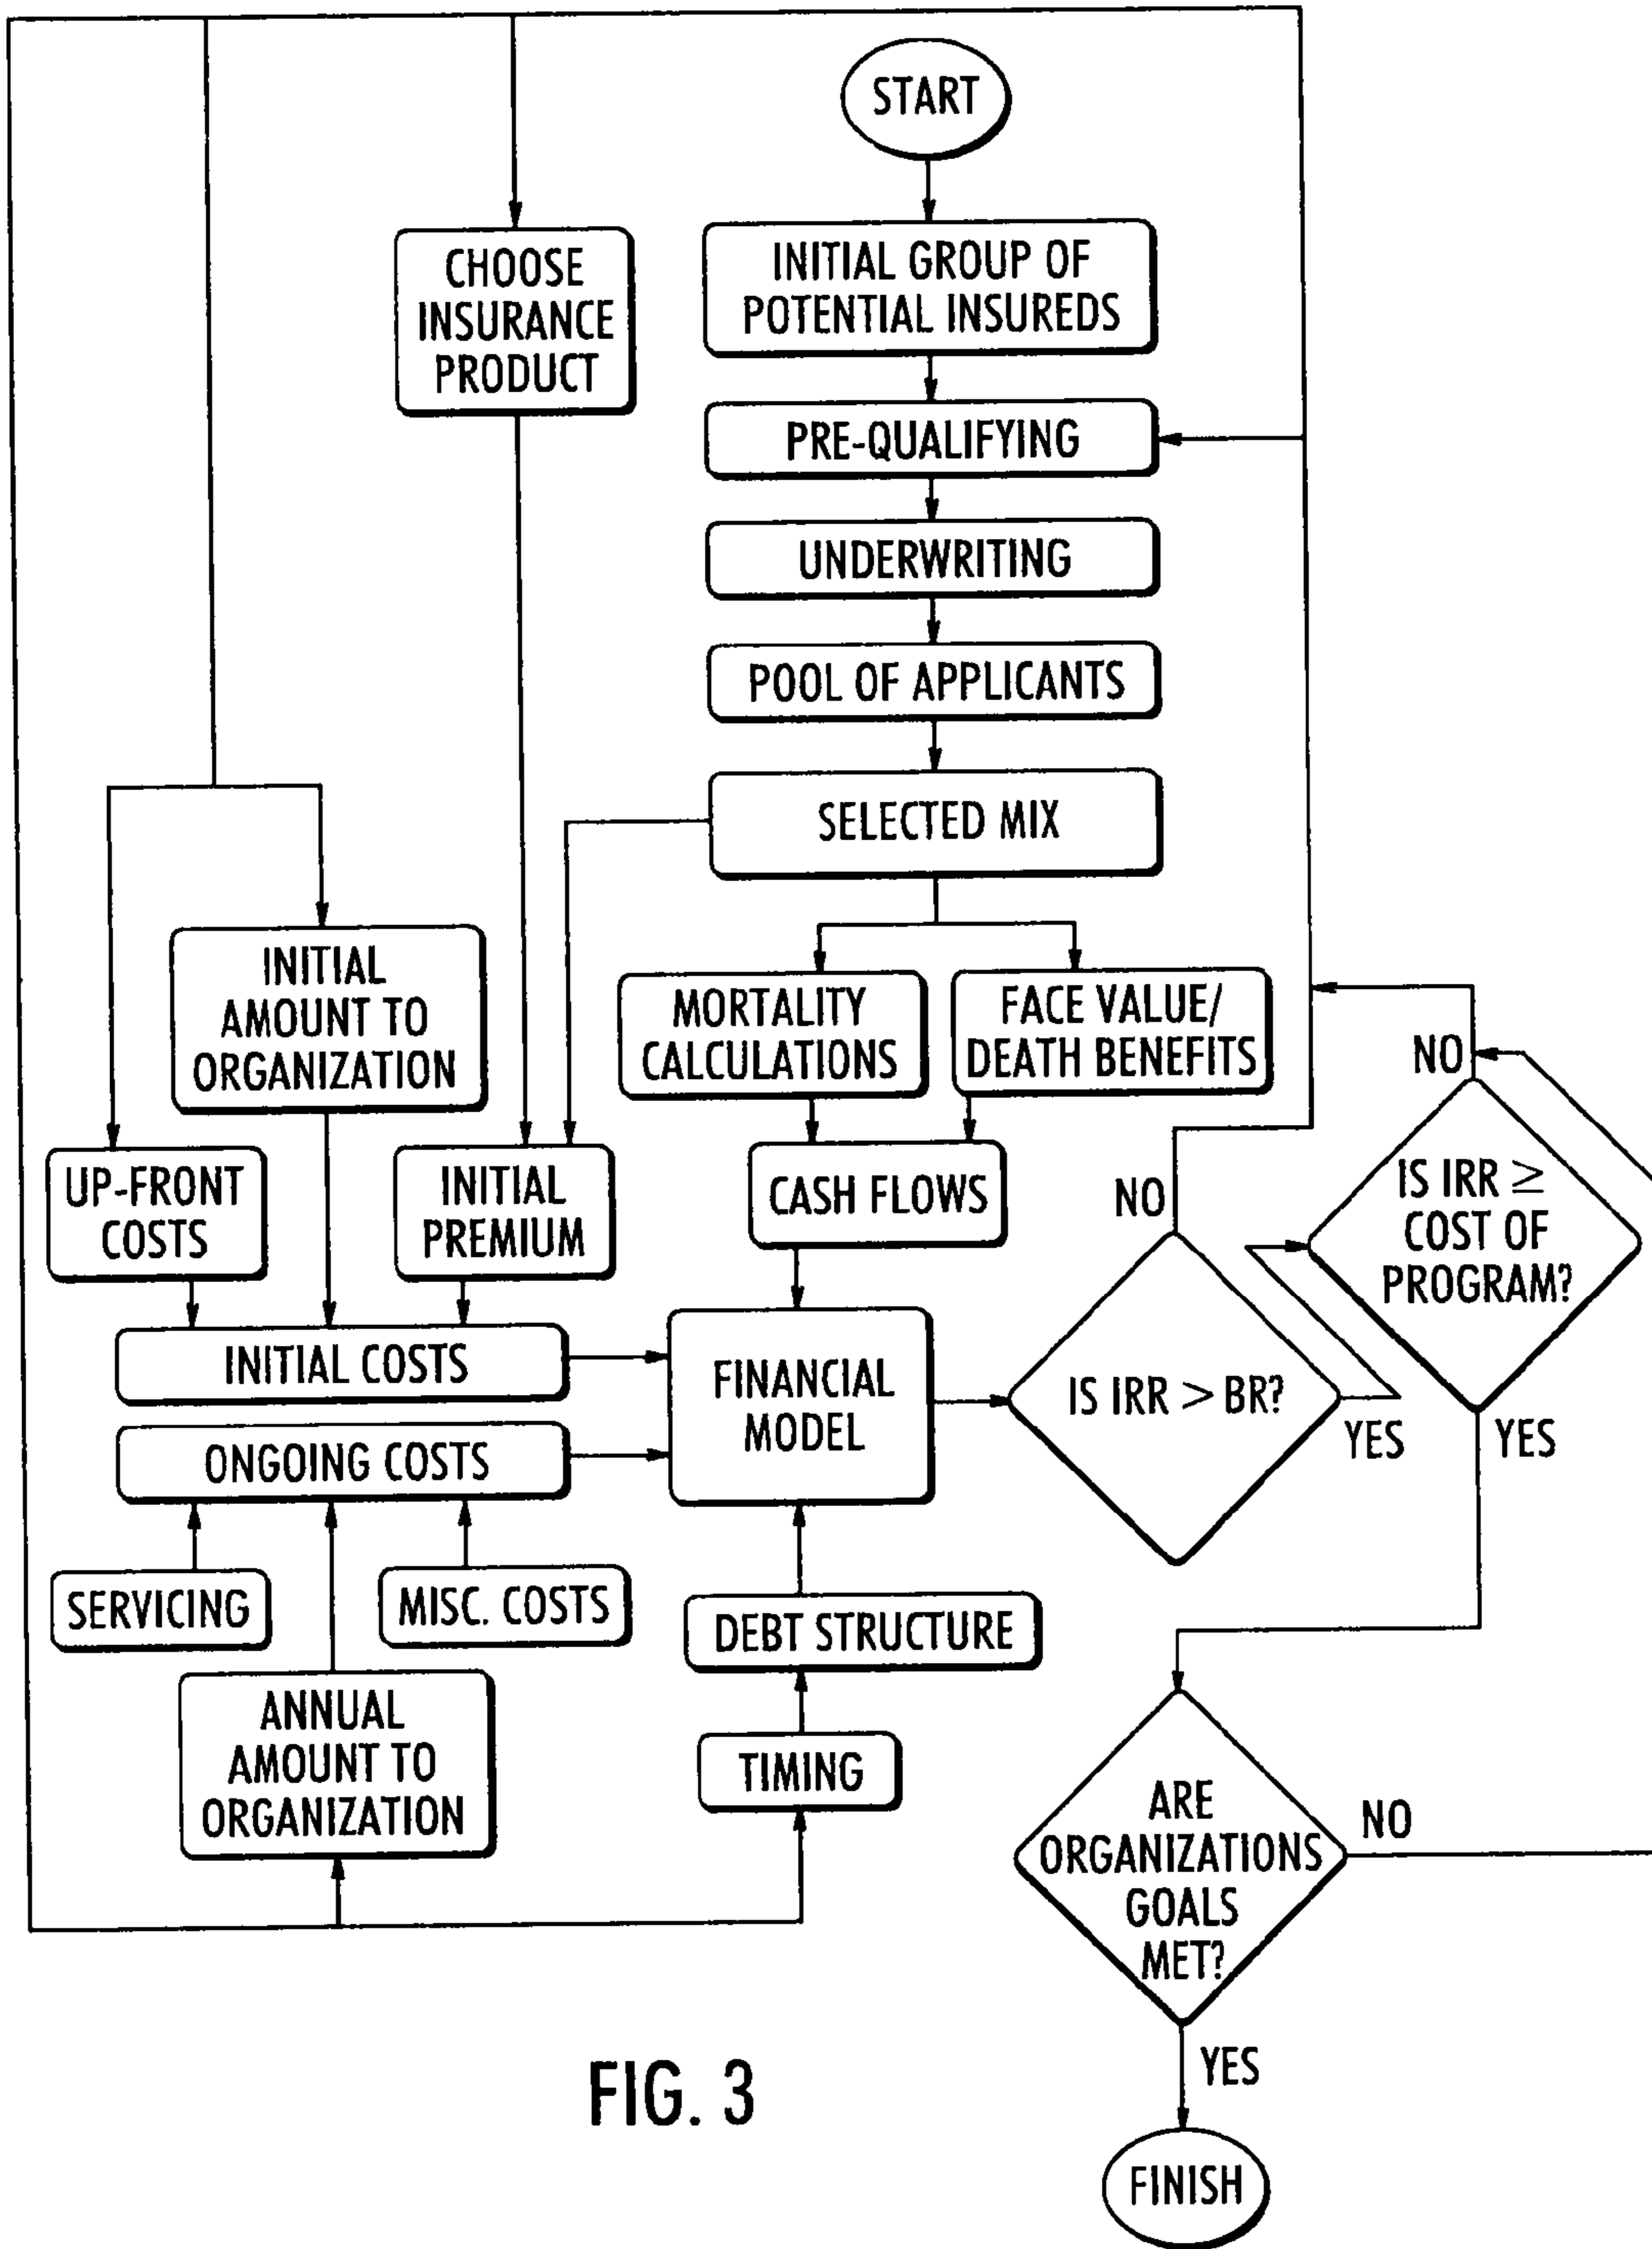 START
CHOOSE
INSURANCE
PRODUCT
INITIAL GROUP OF
POTENTIAL INSUREDS
PRE-QUALIFYING
UNDERWRITING
POOL OF APPLICANTS
SELECTED MIX
INITIAL
AMOUNT TO
ORGANIZATION
MORTALITY
CALCULATIONS
FACE VALUE/
DEATH BENEFITS
UP-FRONT
COSTS
INITIAL
PREMIUM
CASH FLOWS
NO
NO
IS IRR ≥
COST OF
PROGRAM?
INITIAL COSTS
FINANCIAL
MODEL
IS IRR > BR?
YES
YES
ONGOING COSTS
SERVICING
MISC. COSTS
DEBT STRUCTURE
ANNUAL
AMOUNT TO
ORGANIZATION
TIMING
ARE
ORGANIZATIONS
GOALS
MET?
NO
YES
FINISH
FIG. 3